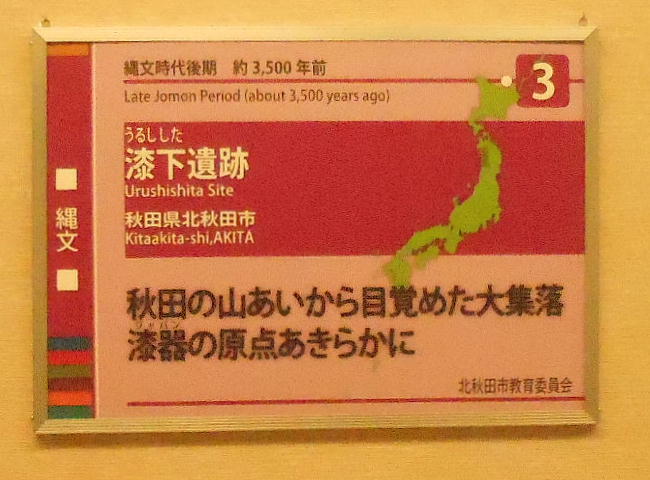 縄文時代後期 約3,500年前
3
Late Jomon Period (about 3,500 years ago)
うるしした
漆下遺跡
Urushishita Site
秋田県北秋田市
Kitaakita-shi,AKITA
縄文
秋田の山あいから目覚めた大集落
ジャパン
漆器の原点あきらかに
北秋田市教育委員会